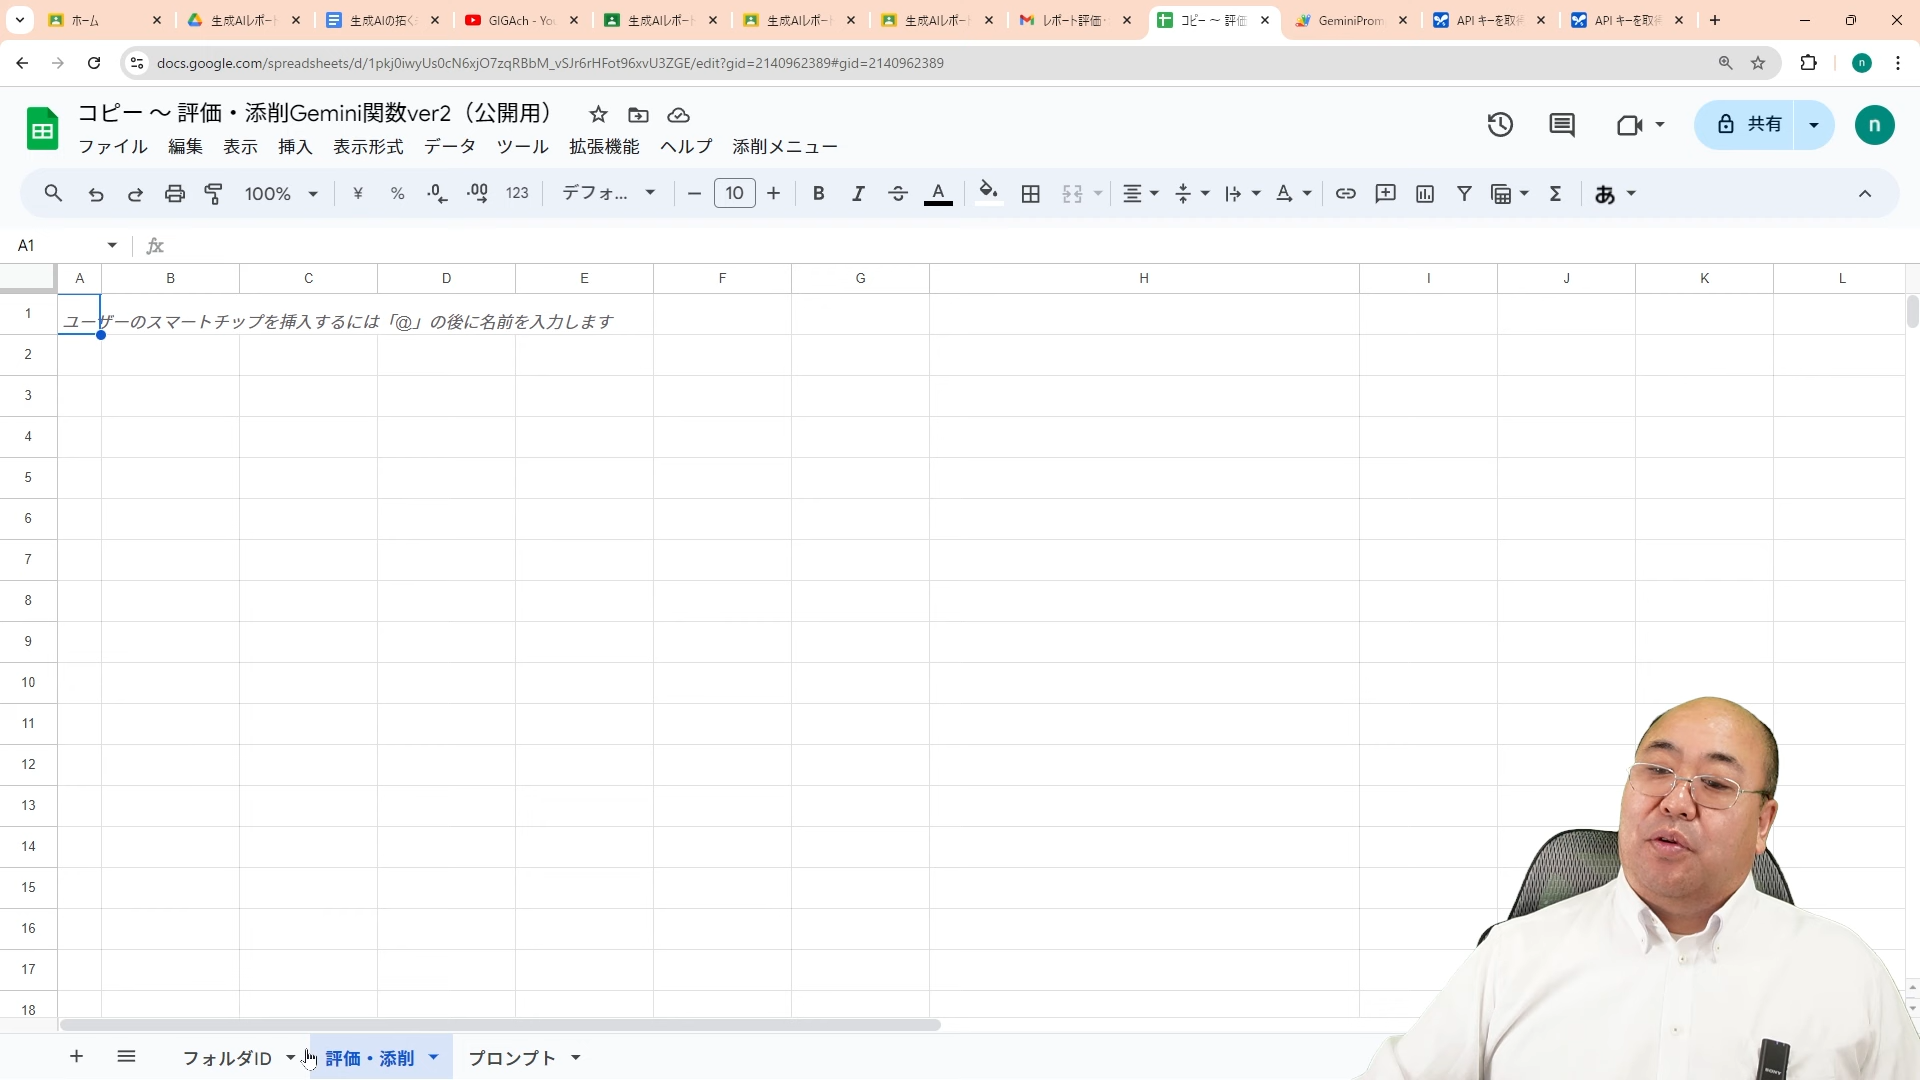 ホーム
生成AIレポート
生成AIの拓く
GIGAch - You
生成AIレポート
生成AIレポート
生成AIレポート
レポート評価
コピー ～ 評価
GeminiProm
API キーを取得
API キーを取得
docs.google.com/spreadsheets/d/1pkj0iwyUs0cN6xjO7zqRBbM_vSJr6rHFot96xvU3ZGE/edit?gid=2140962389#gid=2140962389
n
コピー ～ 評価・添削Gemini関数ver2（公開用）
共有
n
ファイル 編集 表示 挿入 表示形式 データ ツール 拡張機能 ヘルプ 添削メニュー
100% ¥ % .0 .00 123 デフォ... 10 B I A あ
A1
fx
A B C D E F G H I J K L
1 ユーザーのスマートチップを挿入するには「@」の後に名前を入力します
2
3
4
5
6
7
8
9
10
11
12
13
14
15
16
17
18
フォルダID 評価・添削 プロンプト
SONY